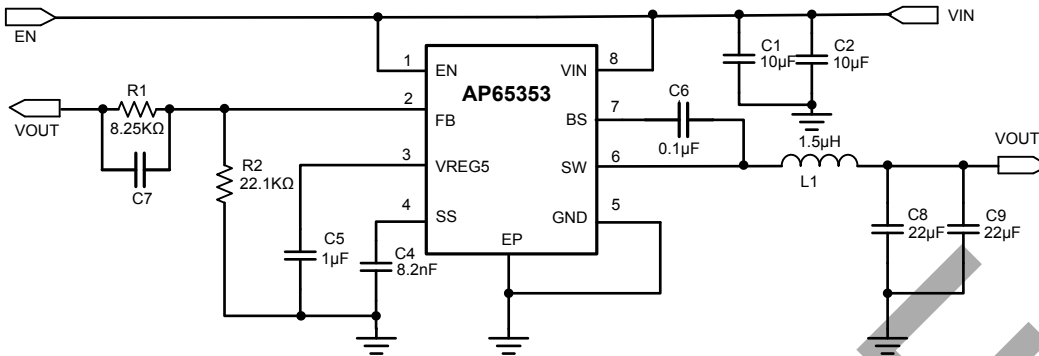 EN
VIN
C1
10µF
C2
10µF
1
EN
VIN
8
AP65353
VOUT
R1
8.25KΩ
C7
2
FB
BS
7
C6
0.1µF
R2
22.1KΩ
3
VREG5
SW
6
1.5µH
L1
VOUT
4
SS
GND
5
EP
C5
1µF
C4
8.2nF
C8
22µF
C9
22µF